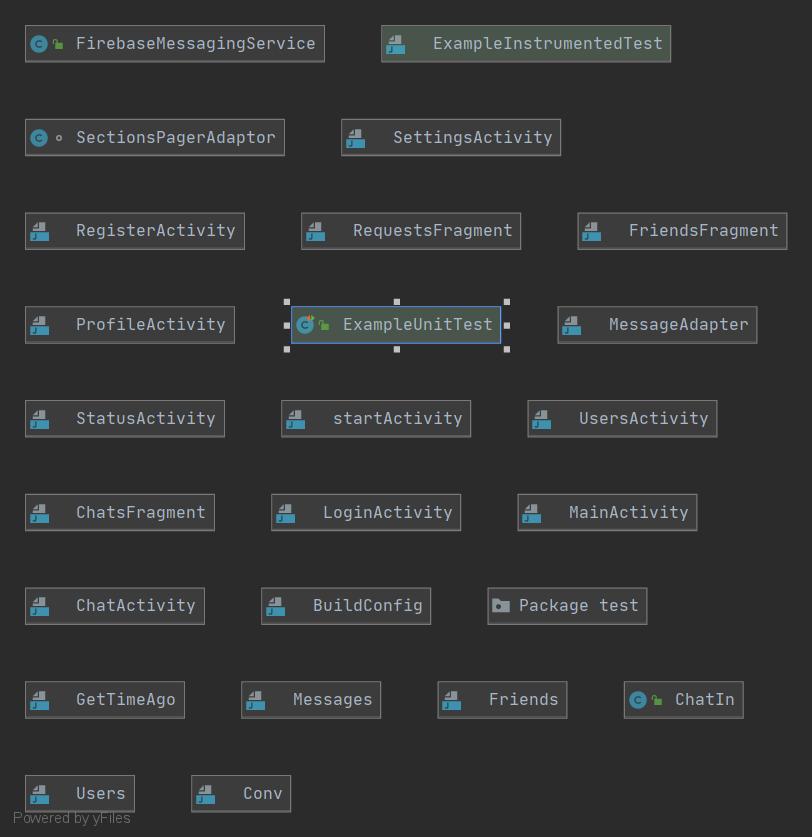 FirebaseMessagingService ExampleInstrumentedTest
SectionsPagerAdaptor SettingsActivity
RegisterActivity RequestsFragment FriendsFragment
ProfileActivity ExampleUnitTest MessageAdapter
StatusActivity startActivity UsersActivity
ChatsFragment LoginActivity MainActivity
ChatActivity BuildConfig Package test
GetTimeAgo Messages Friends ChatIn
Users Conv
Powered by yFiles